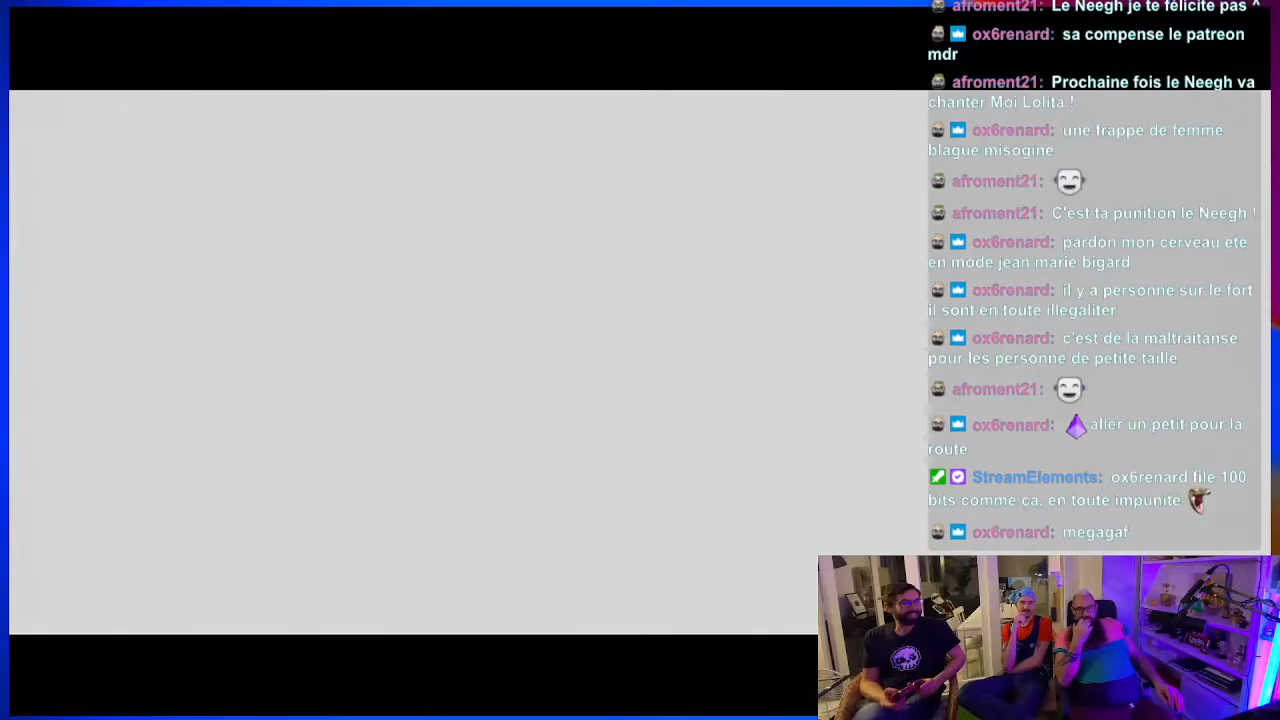 afroment21: Le Neegh je te félicite pas ^
ox6renard: sa compense le patreon
mdr
afroment21: Prochaine fois le Neegh va
chanter Moi Lolita !
ox6renard: une frappe de femme
blague misogine
afroment21:
afroment21: C'est ta punition le Neegh !
ox6renard: pardon mon cerveau ete
en mode jean marie bigard
ox6renard: il y a personne sur le fort
il sont en toute illegaliter
ox6renard: c'est de la maltraitanse
pour les personne de petite taille
afroment21:
ox6renard: aller un petit pour la
route
StreamElements: ox6renard file 100
bits comme ça, en toute impunite
ox6renard: megagaf